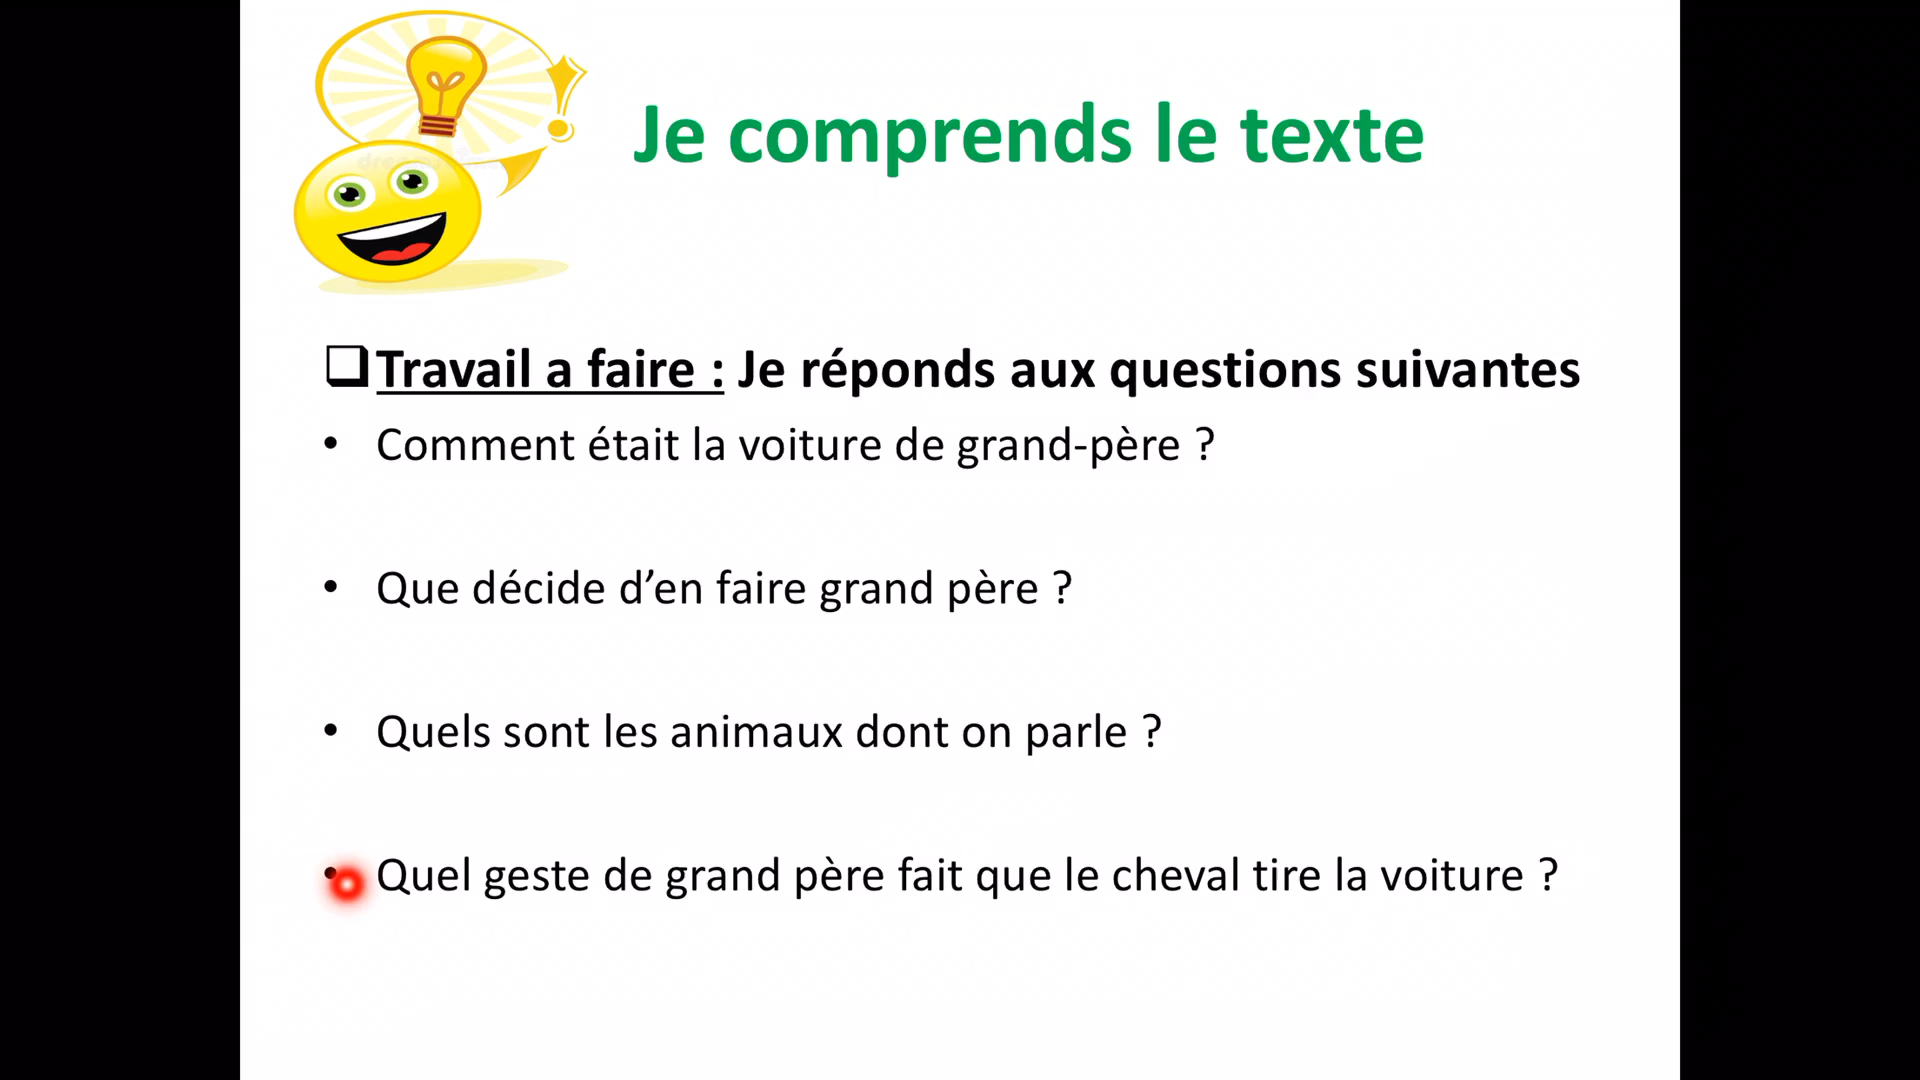 Je comprends le texte
Travail a faire : Je réponds aux questions suivantes
• Comment était la voiture de grand-père ?
• Que décide d’en faire grand père ?
• Quels sont les animaux dont on parle ?
• Quel geste de grand père fait que le cheval tire la voiture ?